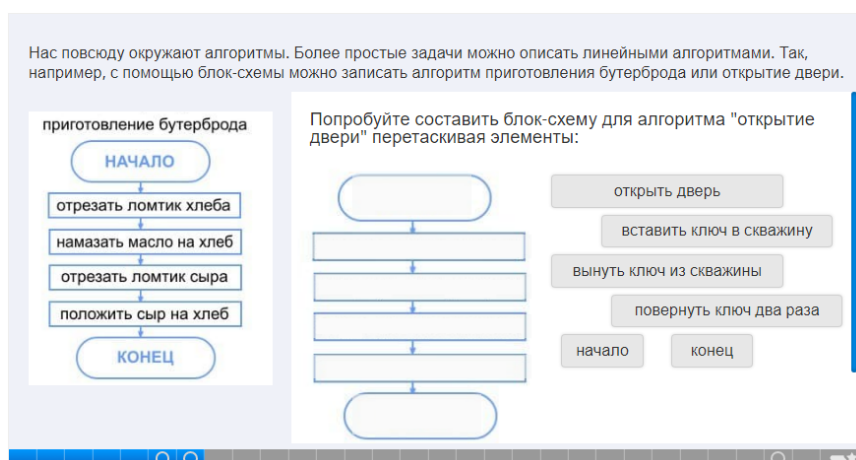 Нас повсюду окружают алгоритмы. Более простые задачи можно описать линейными алгоритмами. Так,
например, с помощью блок-схемы можно записать алгоритм приготовления бутерброда или открытие двери.
приготовление бутерброда
НАЧАЛО
отрезать ломтик хлеба
намазать масло на хлеб
отрезать ломтик сыра
положить сыр на хлеб
КОНЕЦ
Попробуйте составить блок-схему для алгоритма "открытие
двери" перетаскивая элементы:
открыть дверь
вставить ключ в скважину
вынуть ключ из скважины
повернуть ключ два раза
начало
конец